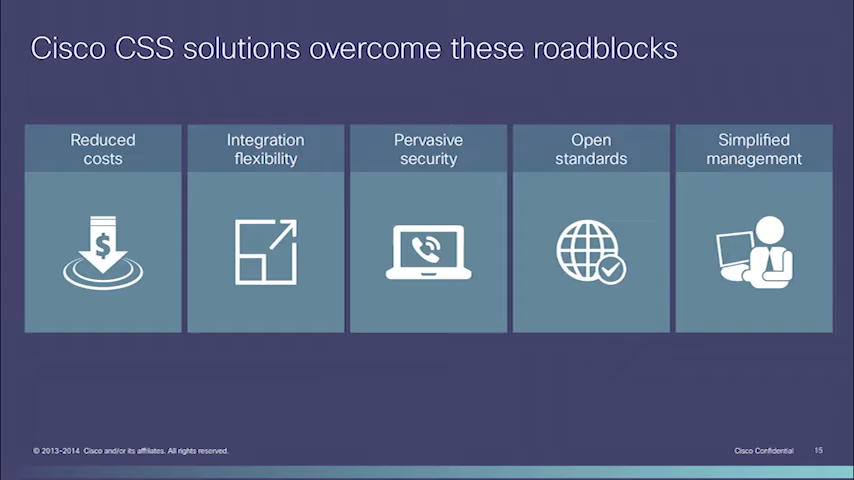 Cisco CSS solutions overcome these roadblocks
Reduced
costs
Integration
flexibility
Pervasive
security
Open
standards
Simplified
management
$
© 2013-2014 Cisco and/or its affiliates. All rights reserved.
Cisco Confidential
15